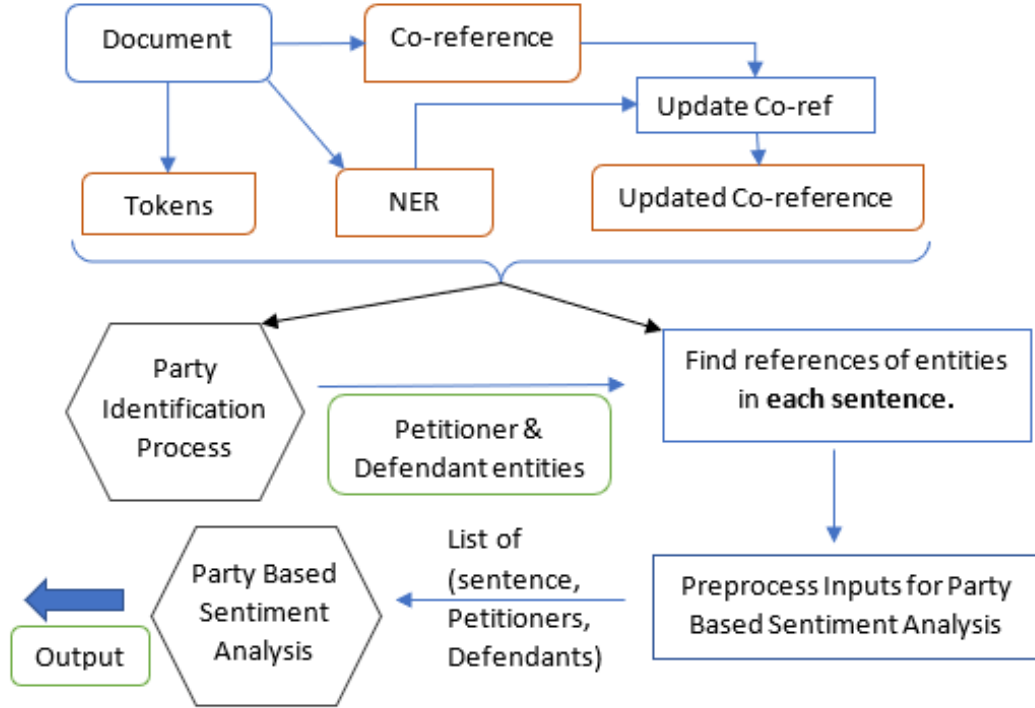 Document
Co-reference
Update Co-ref
Tokens
NER
Updated Co-reference
Party
Identification
Process
Petitioner &
Defendant entities
Find references of entities
in each sentence.
List of
(sentence,
Petitioners,
Defendants)
Preprocess Inputs for Party
Based Sentiment Analysis
Party Based
Sentiment
Analysis
Output